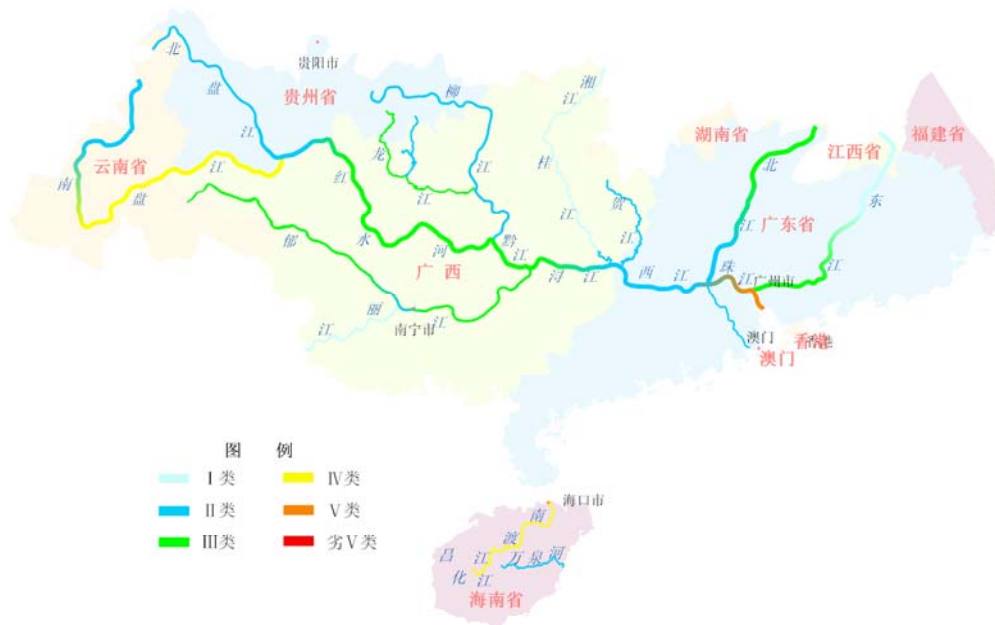 北盘江
贵阳市
贵州省
柳江
湘江
桂江
湖南省
江西省
福建省
云南省
南盘江
龙江
红水河
贺江
北江
东江
广东省
郁江
黔江
广西
浔江
西江
珠江
广州市
丽江
南宁市
澳门
香港
香港
澳门
图 例
I类
II类
III类
IV类
V类
劣V类
海口市
南渡江
万泉河
昌化江
海南省